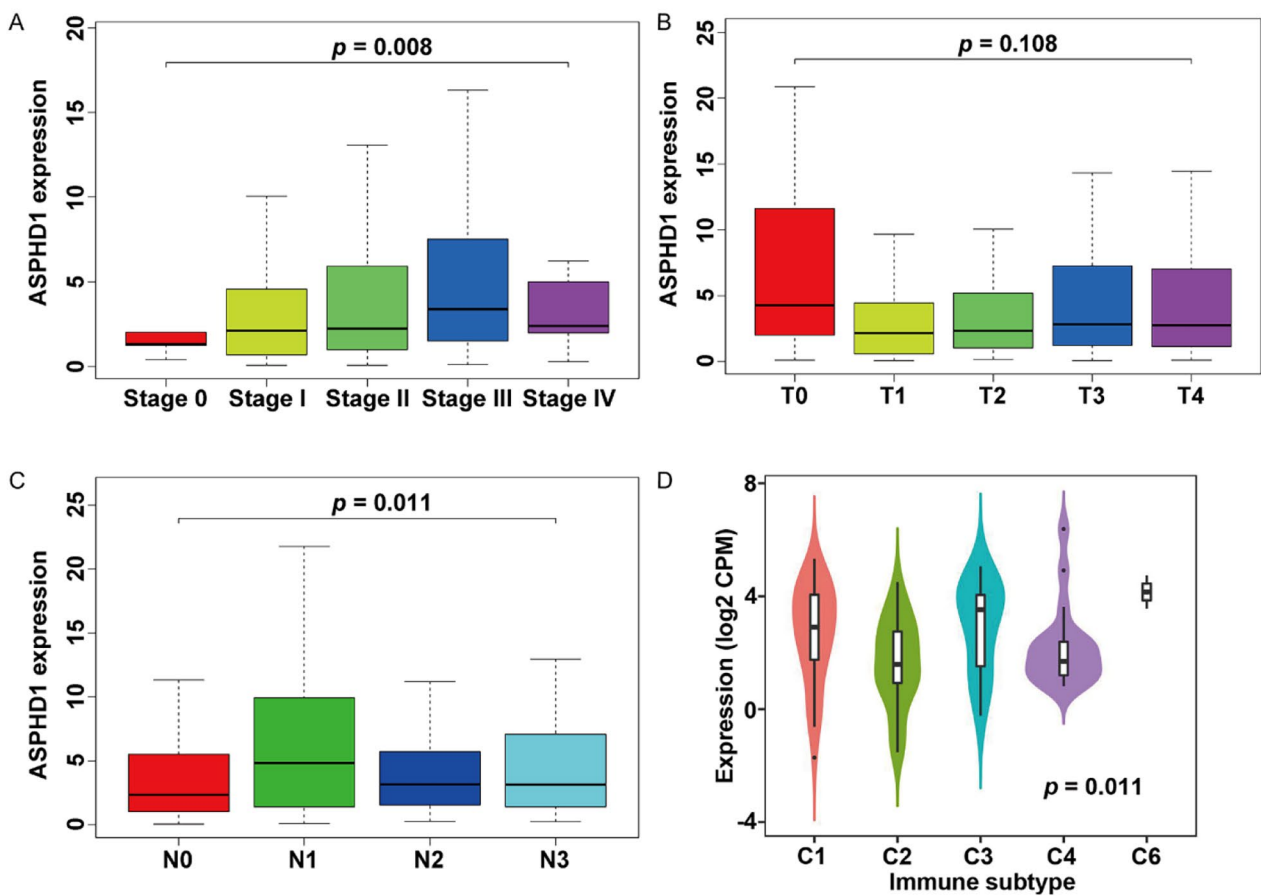 A
ASPHD1 expression
20
15
10
5
0
p = 0.008
Stage 0 Stage I Stage II Stage III Stage IV
B
ASPHD1 expression
25
20
15
10
5
0
p = 0.108
T0 T1 T2 T3 T4
C
ASPHD1 expression
25
20
15
10
5
0
p = 0.011
N0 N1 N2 N3
D
Expression (log2 CPM)
8
4
0
-4
p = 0.011
C1 C2 C3 C4 C6
Immune subtype